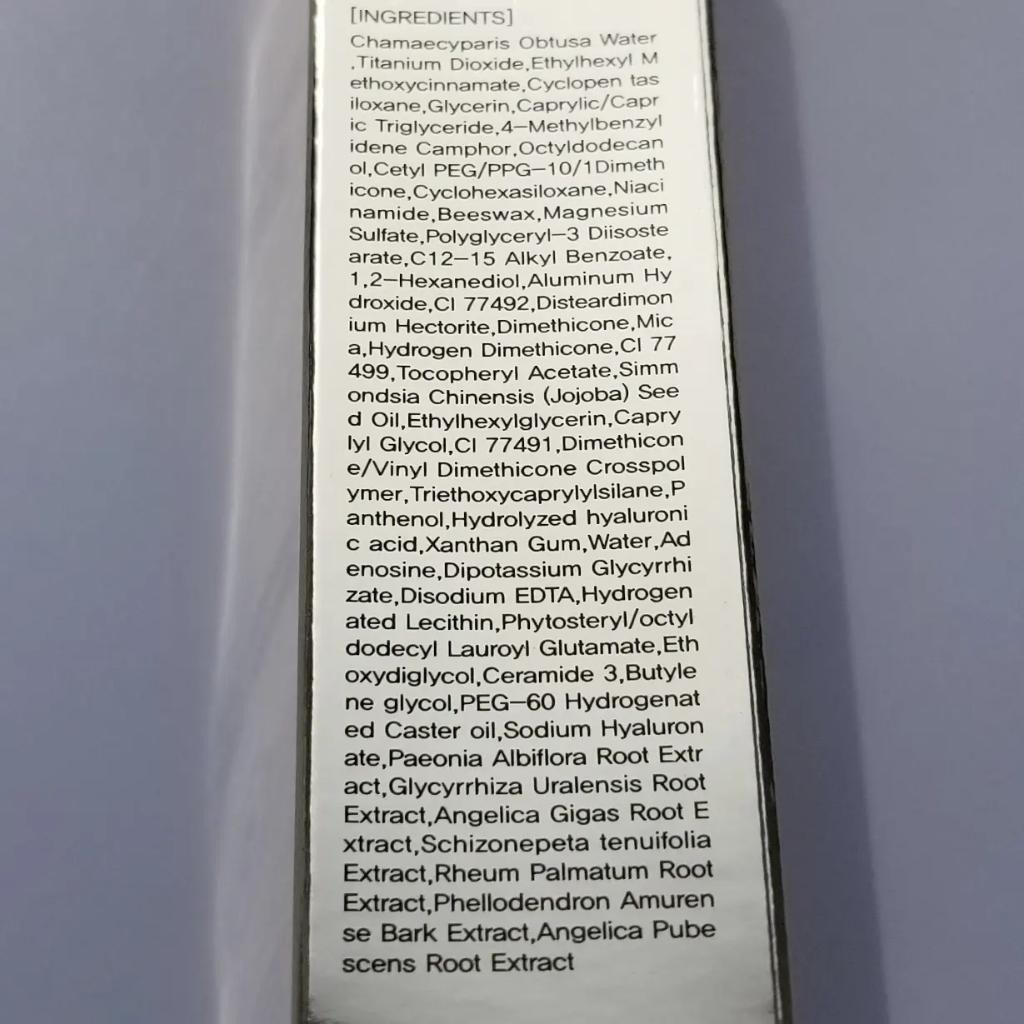 [INGREDIENTS]
Chamaecyparis Obtusa Water
,Titanium Dioxide,Ethylhexyl M
ethoxycinnamate,Cyclopen tas
iloxane,Glycerin,Caprylic/Capr
ic Triglyceride,4-Methylbenzyl
idene Camphor,Octyldodecan
ol,Cetyl PEG/PPG-10/1Dimeth
icone,Cyclohexasiloxane,Niaci
namide,Beeswax,Magnesium
Sulfate,Polyglyceryl-3 Diisoste
arate,C12-15 Alkyl Benzoate,
1,2-Hexanediol,Aluminum Hy
droxide,CI 77492,Disteardimon
ium Hectorite,Dimethicone,Mic
a,Hydrogen Dimethicone,CI 77
499,Tocopheryl Acetate,Simm
ondsia Chinensis (Jojoba) See
d Oil,Ethylhexylglycerin,Capry
lyl Glycol,CI 77491,Dimethicon
e/Vinyl Dimethicone Crosspol
ymer,Triethoxycaprylylsilane,P
anthenol,Hydrolyzed hyaluroni
c acid,Xanthan Gum,Water,Ad
enosine,Dipotassium Glycyrrhi
zate,Disodium EDTA,Hydrogen
ated Lecithin,Phytosteryl/octyl
dodecyl Lauroyl Glutamate,Eth
oxydiglycol,Ceramide 3,Butyle
ne glycol,PEG-60 Hydrogenat
ed Caster oil,Sodium Hyaluron
ate,Paeonia Albiflora Root Extr
act,Glycyrrhiza Uralensis Root
Extract,Angelica Gigas Root E
xtract,Schizonepeta tenuifolia
Extract,Rheum Palmatum Root
Extract,Phellodendron Amuren
se Bark Extract,Angelica Pube
scens Root Extract